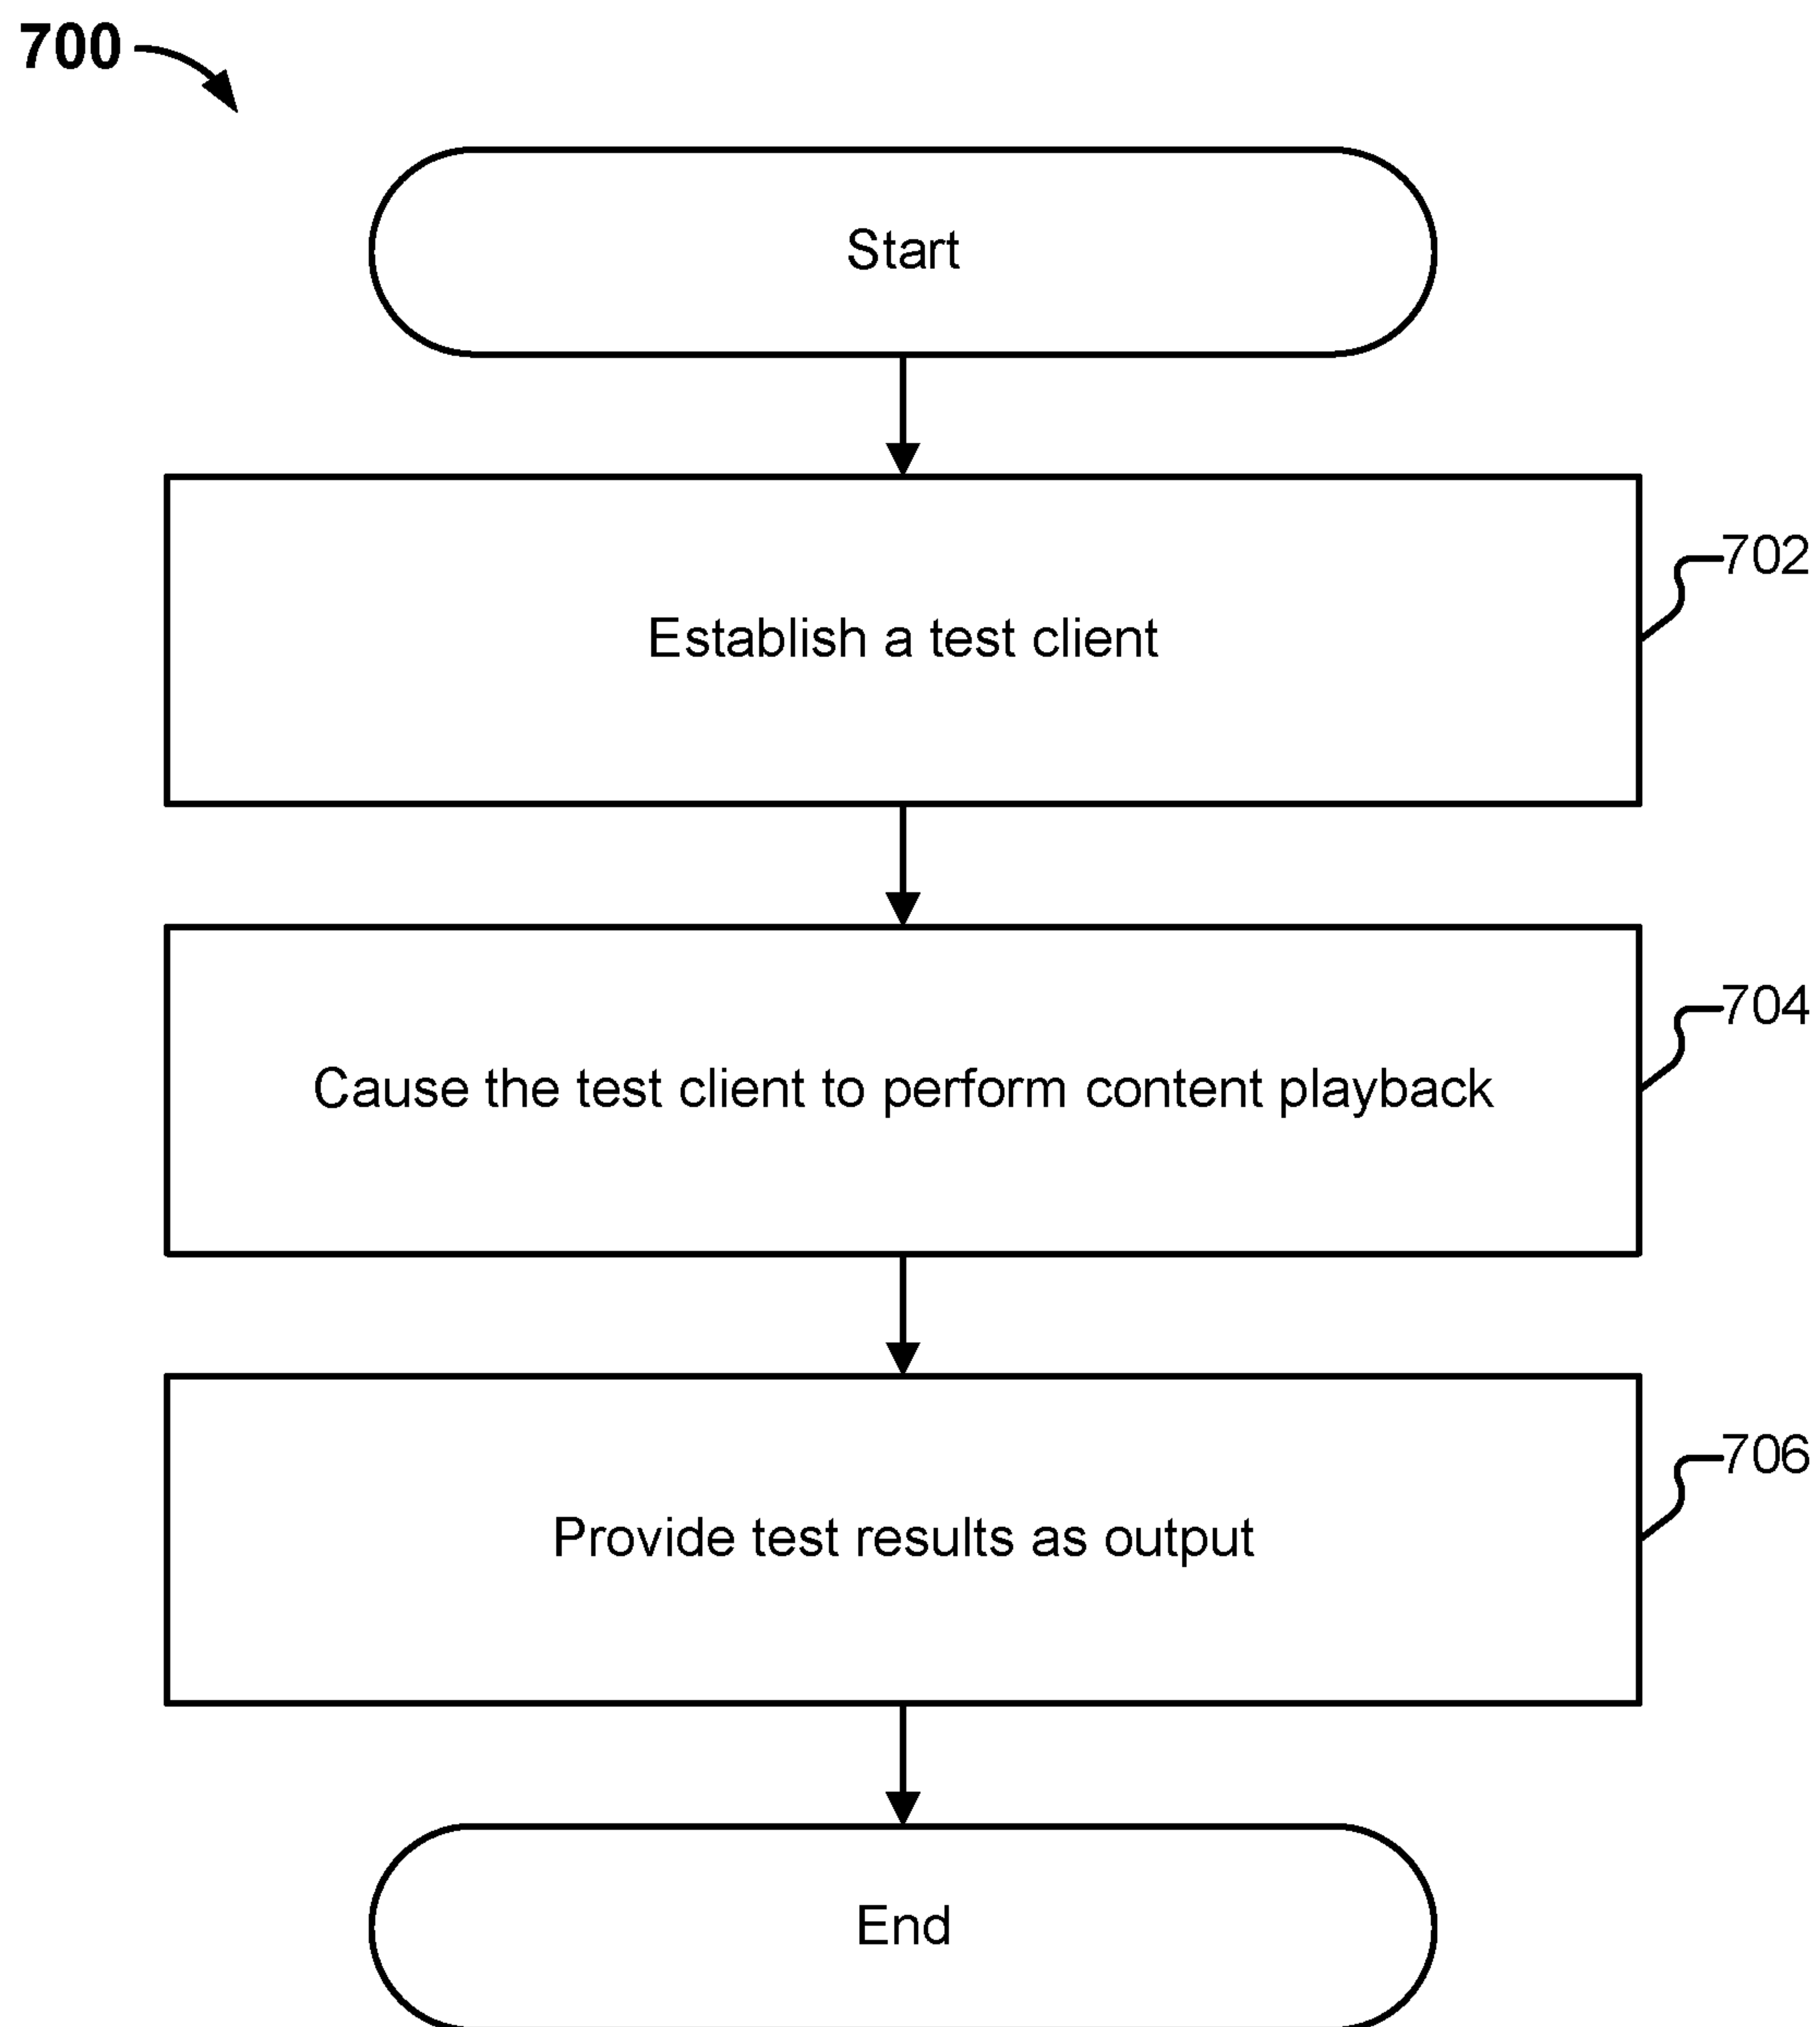 700
Start
Establish a test client
702
Cause the test client to perform content playback
704
Provide test results as output
706
End